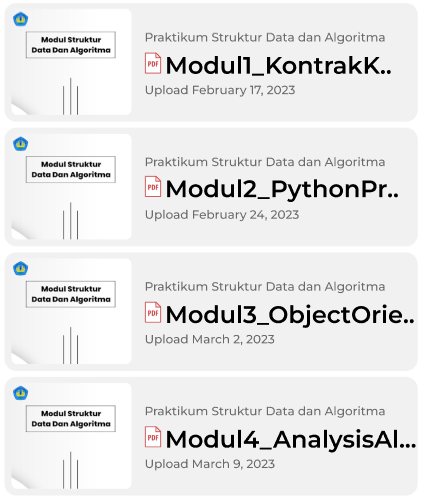 Modul Struktur
Data Dan Algoritma
Praktikum Struktur Data dan Algoritma
PDF Modul1_KontrakK..
Upload February 17, 2023
Modul Struktur
Data Dan Algoritma
Praktikum Struktur Data dan Algoritma
PDF Modul2_PythonPr..
Upload February 24, 2023
Modul Struktur
Data Dan Algoritma
Praktikum Struktur Data dan Algoritma
PDF Modul3_ObjectOrie..
Upload March 2, 2023
Modul Struktur
Data Dan Algoritma
Praktikum Struktur Data dan Algoritma
PDF Modul4_AnalysisAl...
Upload March 9, 2023